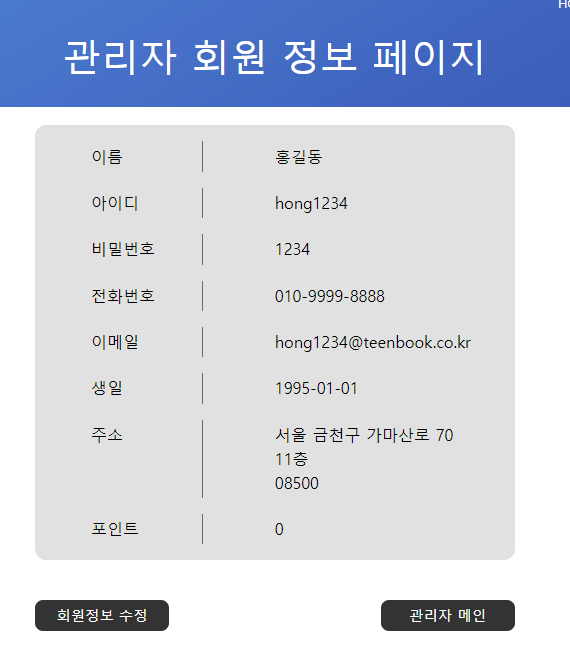 관리자 회원 정보 페이지
이름 홍길동
아이디 hong1234
비밀번호 1234
전화번호 010-9999-8888
이메일 hong1234@teenbook.co.kr
생일 1995-01-01
주소 서울 금천구 가마산로 70
11층
08500
포인트 0
회원정보 수정 관리자 메인